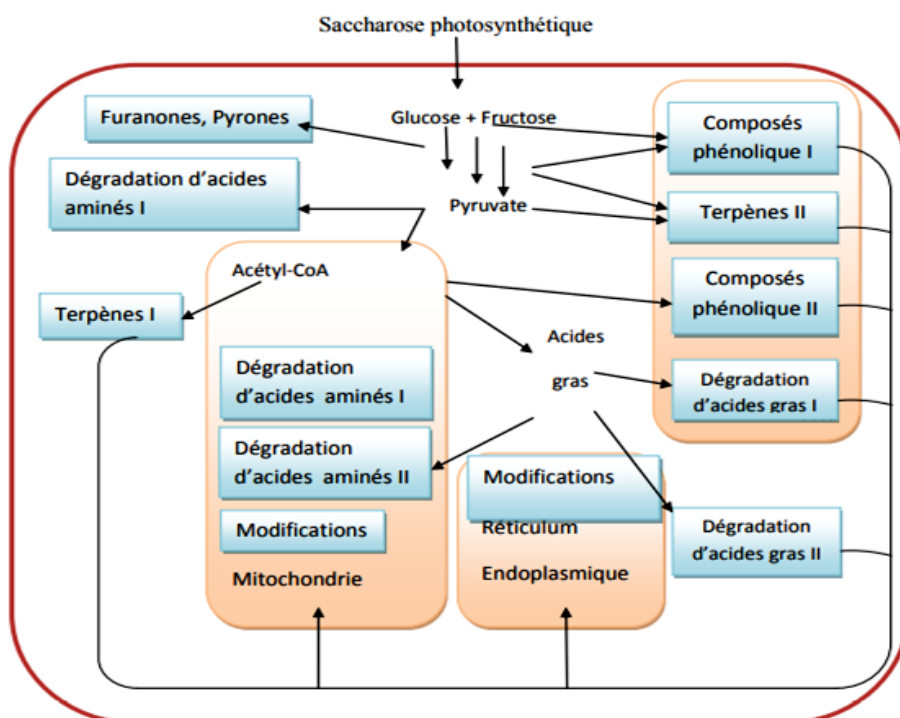 Saccharose photosynthétique
Furanones, Pyrones
Glucose + Fructose
Composés
phénolique I
Dégradation d'acides
aminés I
Pyruvate
Terpènes II
Acétyl-CoA
Composés
phénolique II
Terpènes I
Acides
gras
Dégradation
d'acides aminés I
Dégradation
d'acides gras I
Dégradation
d'acides aminés II
Modifications
Réticulum
Endoplasmique
Modifications
Mitochondrie
Dégradation
d'acides gras II